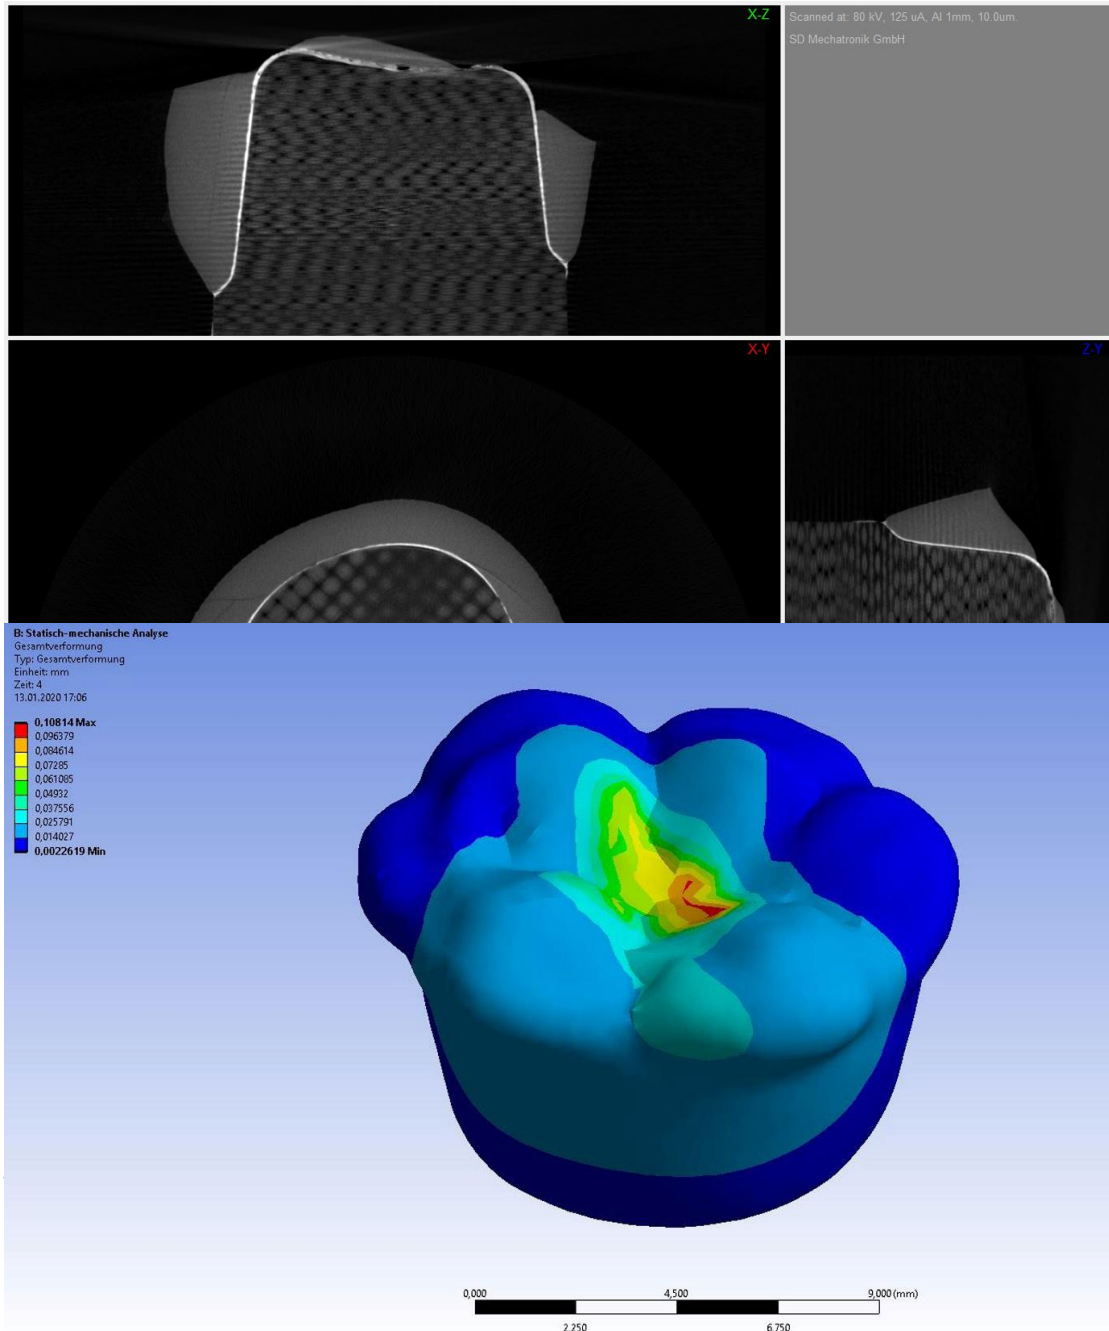 X-Z
Scanned at: 80 kV, 125 uA, Al 1mm, 10.0um.
SD Mechatronik GmbH
X-Y
Z-Y
B: Statisch-mechanische Analyse
Gesamtverformung
Typ: Gesamtverformung
Einheit: mm
Zeit: 4
13.01.2020 17:06
0,10814 Max
0,096379
0,084614
0,07285
0,061085
0,04932
0,037556
0,025791
0,014027
0,0022619 Min
0,000 4,500 9,000 (mm)
2,250 6,750